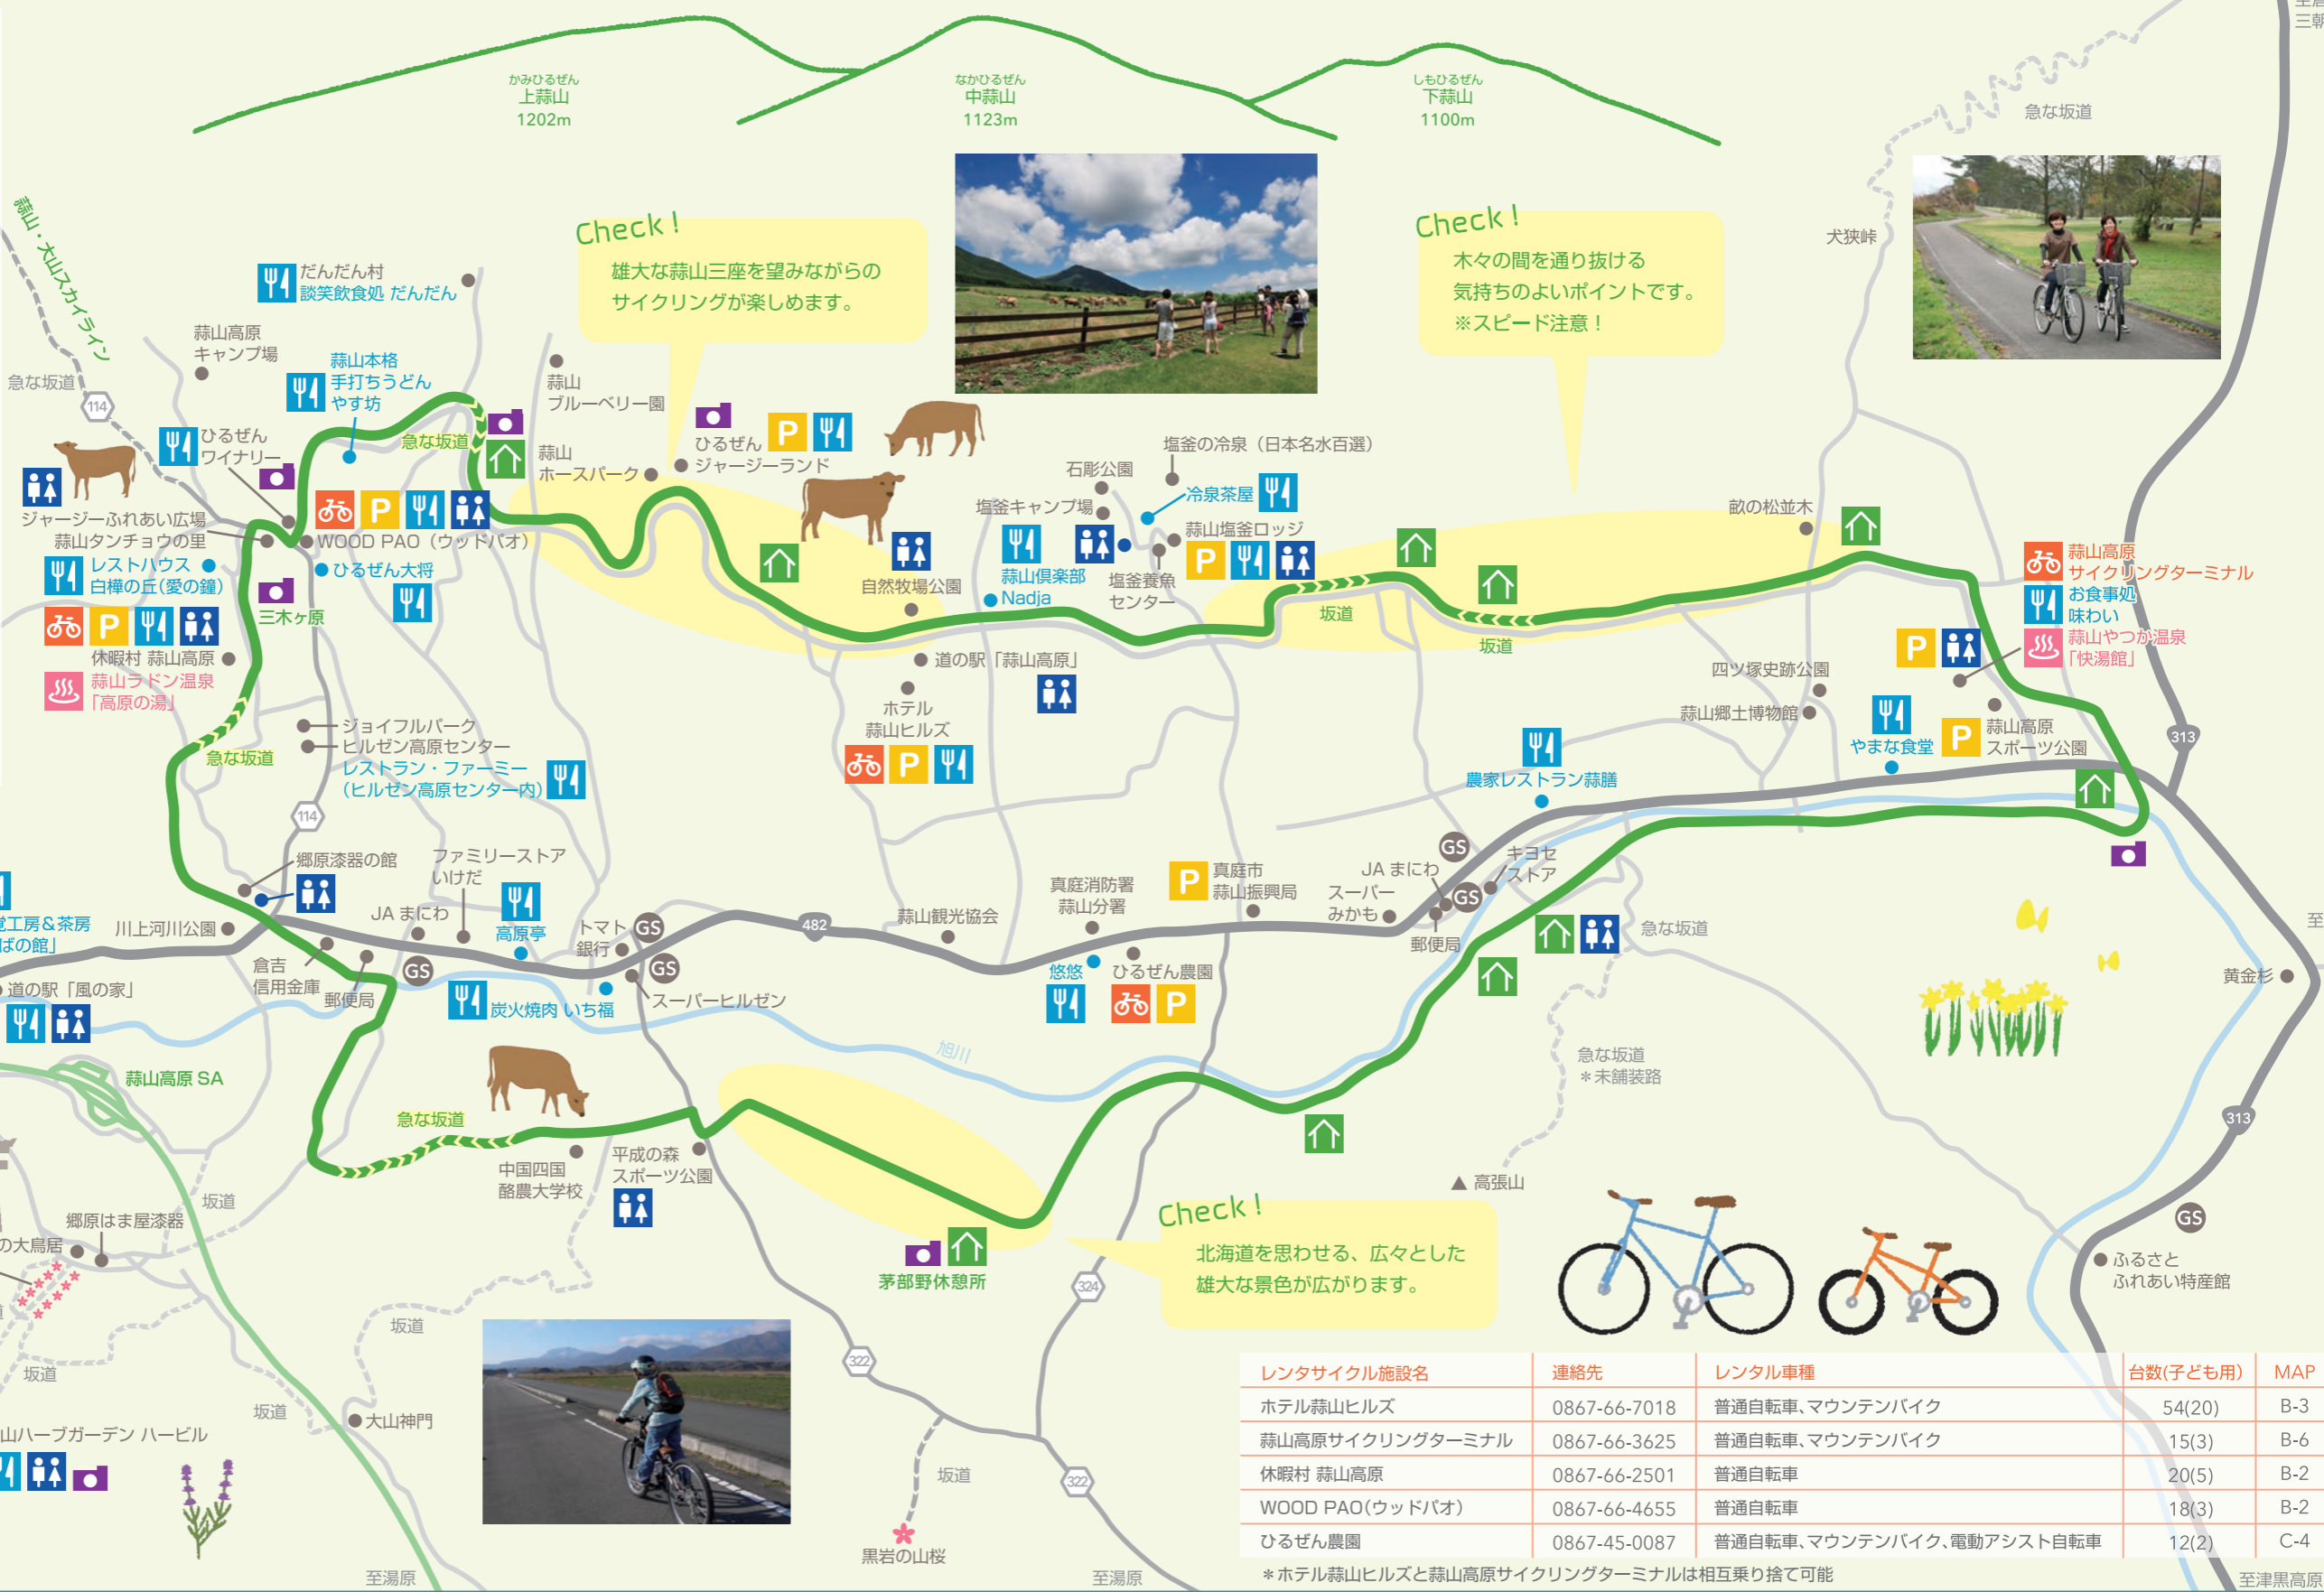 三朝
かみひるぜん
上蒜山
1202m
なかひるぜん
中蒜山
1123m
しもひるぜん
下蒜山
1100m
急な坂道
犬狭峠
蒜山・大山スカイライン
急な坂道
114
Check!
雄大な蒜山三座を望みながらの
サイクリングが楽しめます。
Check!
木々の間を通り抜ける
気持ちのよいポイントです。
※スピード注意!
だんだん村
談笑飲食処 だんだん
蒜山高原
キャンプ場
蒜山本格
手打ちうどん
やす坊
急な坂道
ひるぜん
ワイナリー
蒜山
ブルーベリー園
蒜山
ホースパーク
ひるぜん
ジャージーランド
P
ジャージーふれあい広場
蒜山タンチョウの里
P
WOOD PAO(ウッドパオ)
レストハウス
白樺の丘(愛の鐘)
ひるぜん大将
三木ヶ原
P
休暇村 蒜山高原
蒜山ラドン温泉
「高原の湯」
急な坂道
ジョイフルパーク
ヒルゼン高原センター
レストラン・ファーミー
(ヒルゼン高原センター内)
114
自然牧場公園
塩釜の冷泉(日本名水百選)
石彫公園
冷泉茶屋
塩釜キャンプ場
蒜山塩釜ロッジ
P
蒜山倶楽部
Nadja
塩釜養魚
センター
道の駅「蒜山高原」
ホテル
蒜山ヒルズ
P
坂道
坂道
畝の松並木
蒜山高原
サイクリングターミナル
お食事処
味わい
蒜山やつか温泉
「快湯館」
P
四ツ塚史跡公園
蒜山郷土博物館
やまな食堂
P
蒜山高原
スポーツ公園
313
農家レストラン蒜膳
郷原漆器の館
ファミリーストア
いけだ
JA まにわ
川上河川公園
高原亭
トマト
銀行
GS
482
蒜山観光協会
真庭消防署
蒜山分署
P
真庭市
蒜山振興局
JA まにわ
スーパー
みかも
GS
GS
キヨセ
ストア
郵便局
急な坂道
倉吉
信用金庫
郵便局
GS
GS
スーパーヒルゼン
炭火焼肉 いち福
悠悠
ひるぜん農園
P
道の駅「風の家」
旭川
黄金杉
急な坂道
*未舗装路
蒜山高原 SA
急な坂道
中国四国
酪農大学校
平成の森
スポーツ公園
高張山
坂道
郷原はま屋漆器
の大鳥居
茅部野休憩所
Check!
北海道を思わせる、広々とした
雄大な景色が広がります。
324
313
GS
ふるさと
ふれあい特産館
坂道
坂道
坂道
大山神門
山ハーブガーデン ハービル
322
322
坂道
黒岩の山桜
至湯原
至湯原
レンタサイクル施設名 連絡先 レンタル車種 台数(子ども用) MAP
ホテル蒜山ヒルズ 0867-66-7018 普通自転車、マウンテンバイク 54(20) B-3
蒜山高原サイクリングターミナル 0867-66-3625 普通自転車、マウンテンバイク 15(3) B-6
休暇村 蒜山高原 0867-66-2501 普通自転車 20(5) B-2
WOOD PAO(ウッドパオ) 0867-66-4655 普通自転車 18(3) B-2
ひるぜん農園 0867-45-0087 普通自転車、マウンテンバイク、電動アシスト自転車 12(2) C-4
*ホテル蒜山ヒルズと蒜山高原サイクリングターミナルは相互乗り捨て可能
至津黒高原